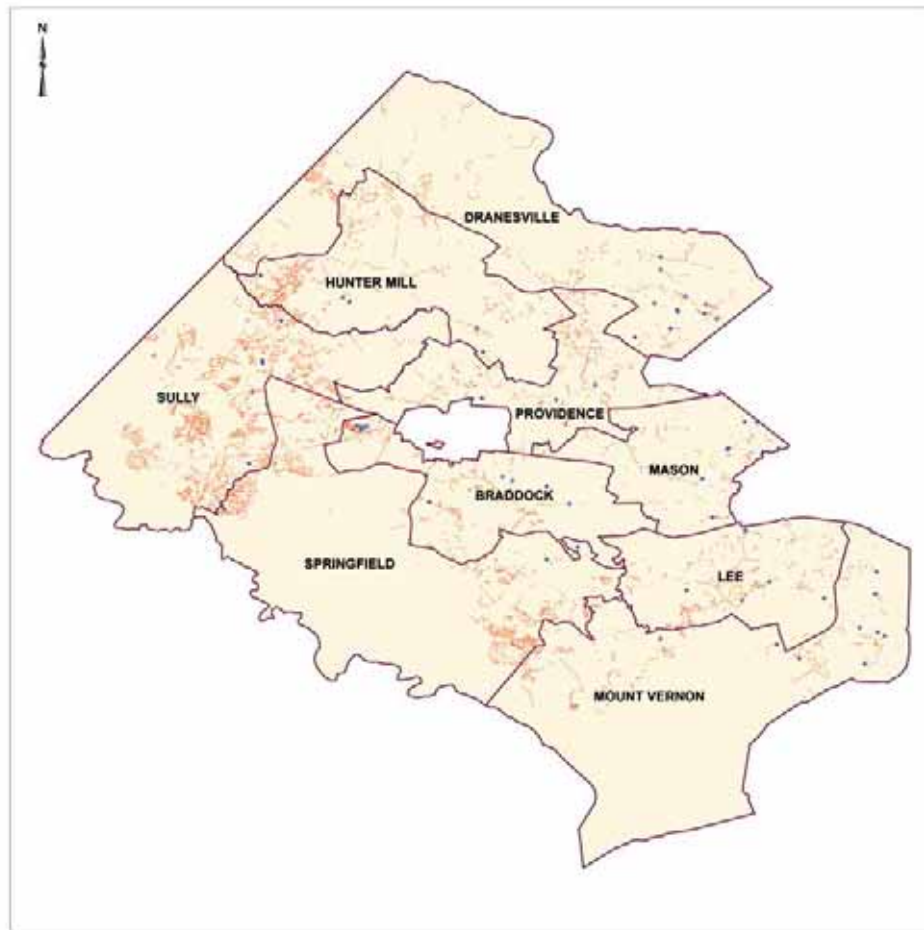 N
DRANESVILLE
HUNTER MILL
SULLY
PROVIDENCE
MASON
BRADDOCK
SPRINGFIELD
LEE
MOUNT VERNON